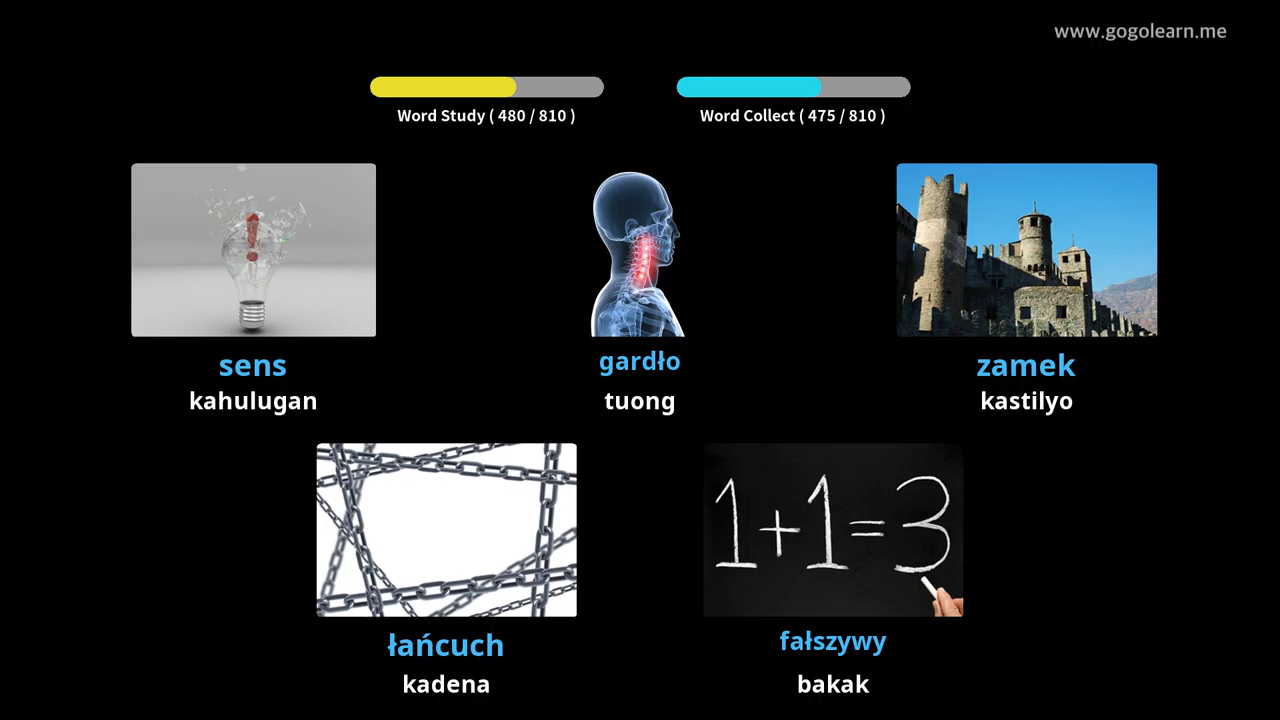 www.gogolearn.me
Word Study ( 480 / 810 )
Word Collect ( 475 / 810 )
sens
kahulugan
gardło
tuong
zamek
kastilyo
łańcuch
kadena
1+1=3
fałszywy
bakak